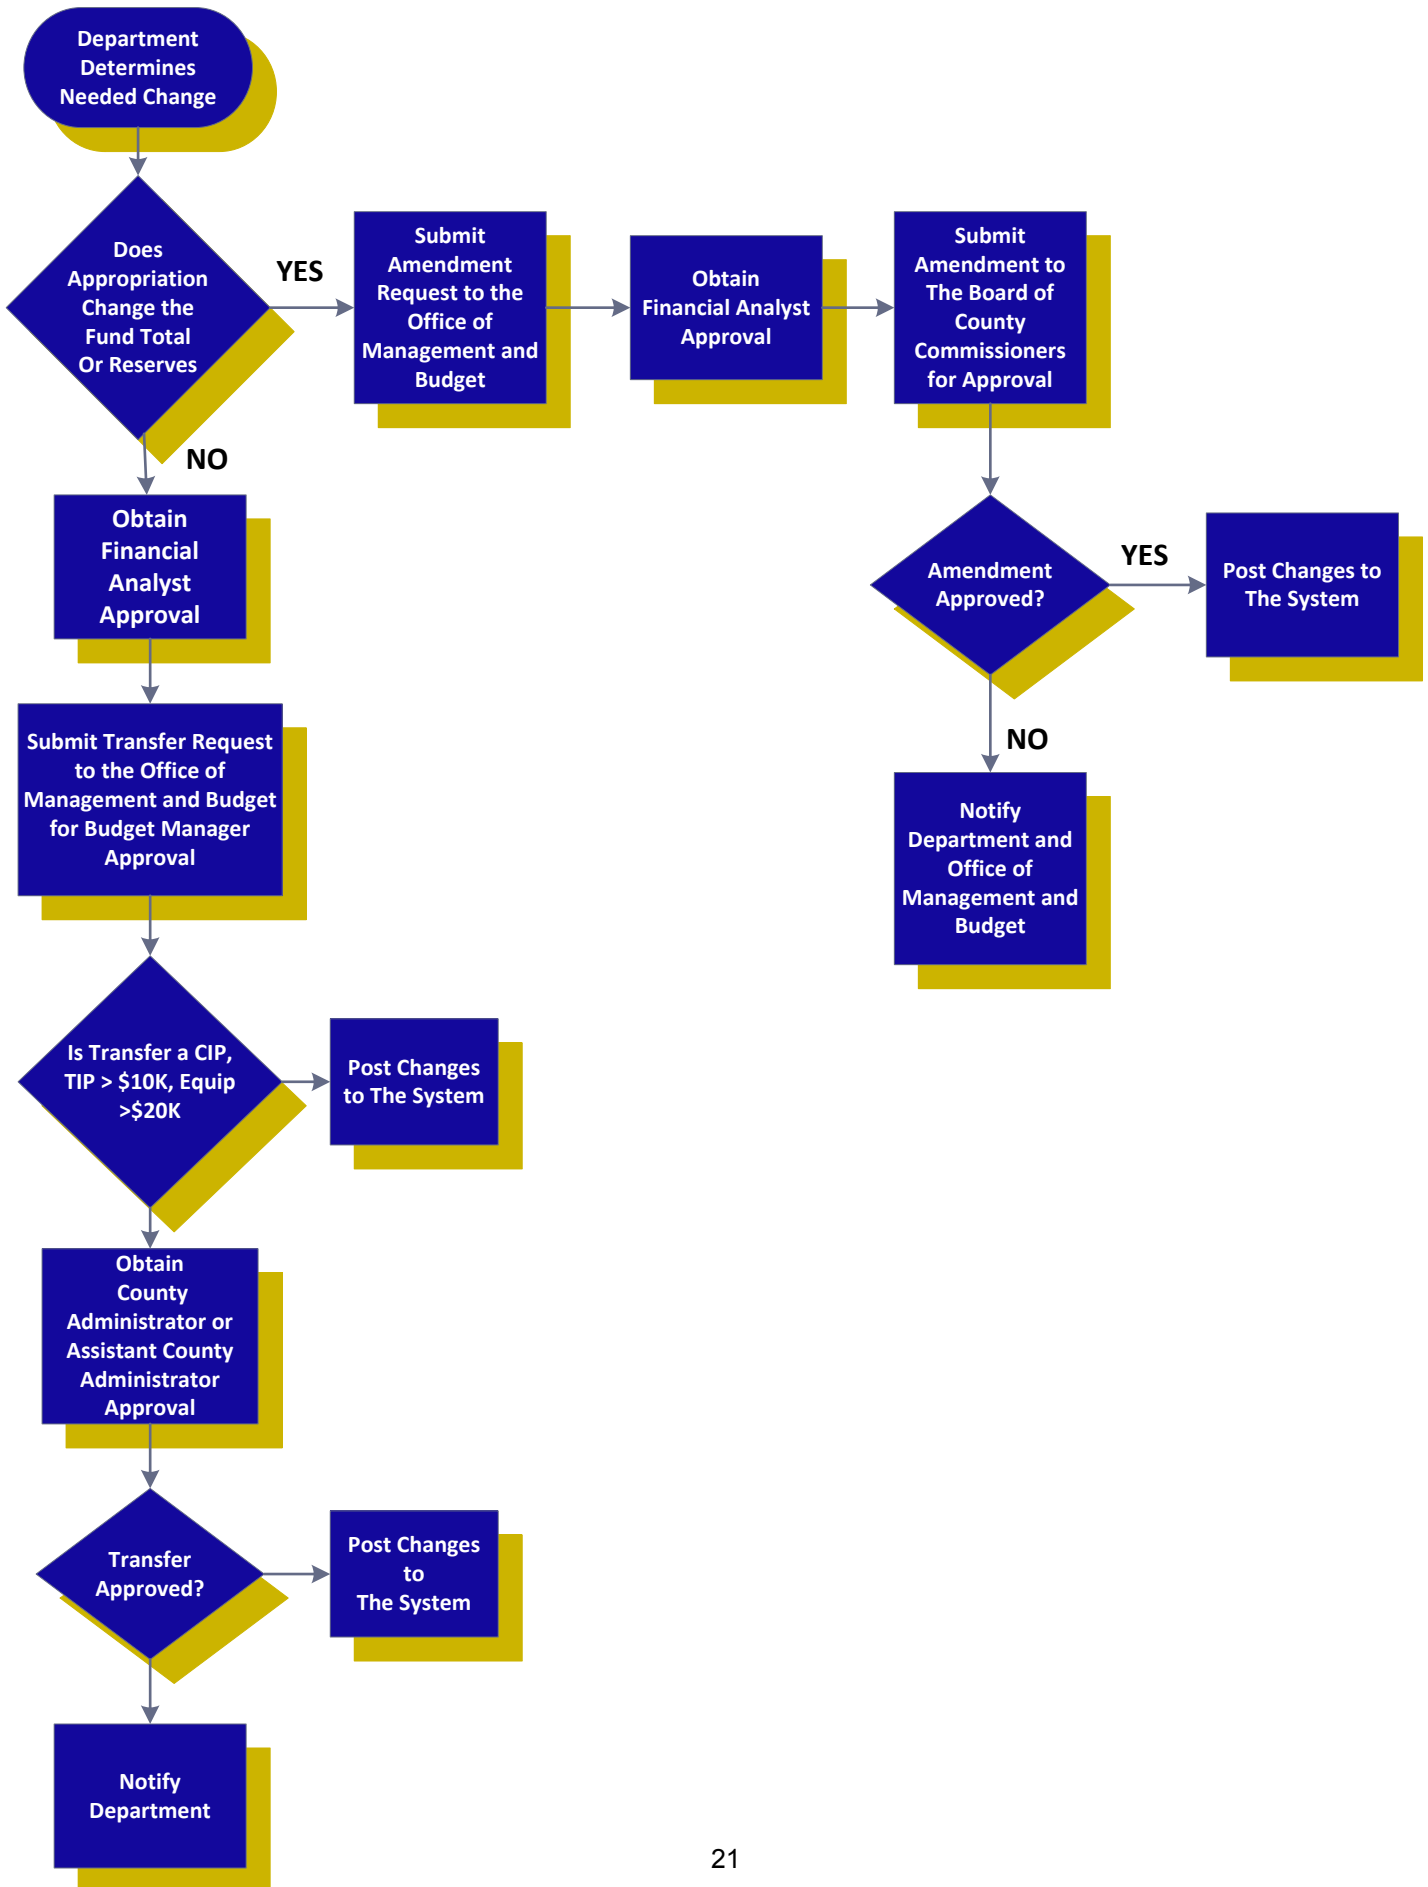 Department
Determines
Needed Change
Does
Appropriation
Change the
Fund Total
Or Reserves
YES
Submit
Amendment
Request to the
Office of
Management and
Budget
Obtain
Financial Analyst
Approval
Submit
Amendment to
The Board of
County
Commissioners
for Approval
Amendment
Approved?
YES
Post Changes to
The System
NO
Notify
Department and
Office of
Management and
Budget
NO
Obtain
Financial
Analyst
Approval
Submit Transfer Request
to the Office of
Management and Budget
for Budget Manager
Approval
Is Transfer a CIP,
TIP > $10K, Equip
>$20K
Post Changes
to The System
Obtain
County
Administrator or
Assistant County
Administrator
Approval
Transfer
Approved?
Post Changes
to
The System
Notify
Department
21